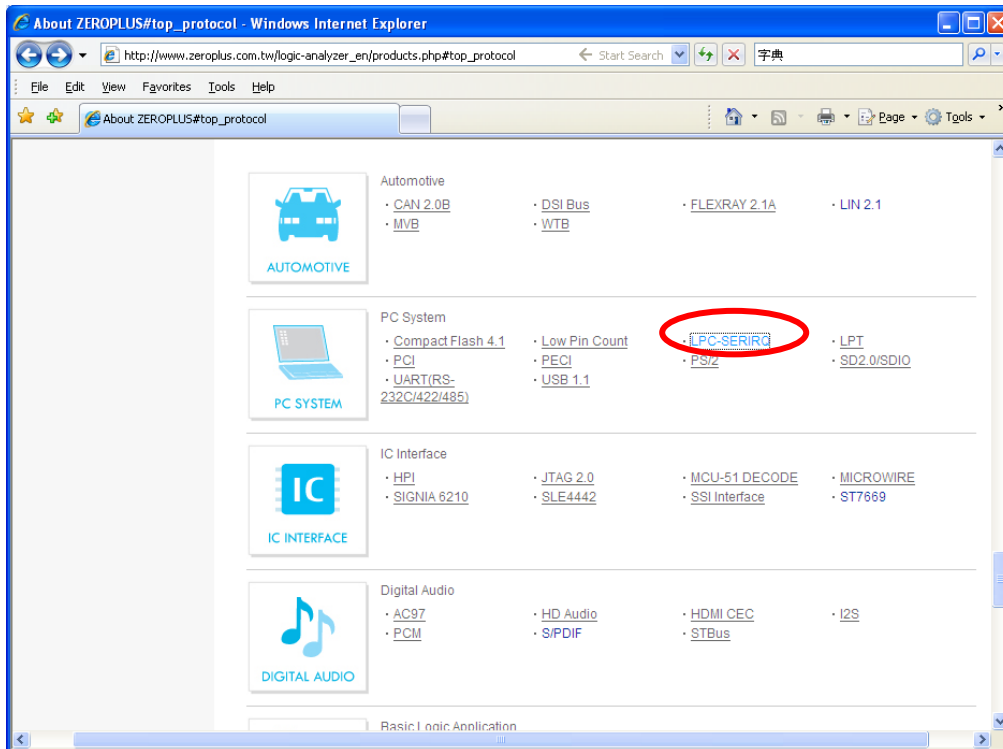 About ZEROPLUS#top_protocol - Windows Internet Explorer
http://www.zeroplus.com.tw/logic-analyzer_en/products.php#top_protocol
Start Search
字典
File Edit View Favorites Tools Help
About ZEROPLUS#top_protocol
Page Tools
Automotive
· CAN 2.0B · DSI Bus · FLEXRAY 2.1A · LIN 2.1
· MVB · WTB
AUTOMOTIVE
PC System
· Compact Flash 4.1 · Low Pin Count · LPC-SERIRQ · LPT
· PCI · PECI · PS/2 · SD2.0/SDIO
· UART(RS- · USB 1.1
232C/422/485)
PC SYSTEM
IC Interface
· HPI · JTAG 2.0 · MCU-51 DECODE · MICROWIRE
· SIGNIA 6210 · SLE4442 · SSI Interface · ST7669
IC
IC INTERFACE
Digital Audio
· AC97 · HD Audio · HDMI CEC · I2S
· PCM · S/PDIF · STBus
DIGITAL AUDIO
Basic Logic Application